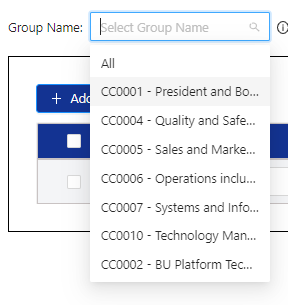 Group Name: Select Group Name
All
+ Add
CC0001 - President and Bo...
CC0004 - Quality and Safe...
CC0005 - Sales and Marke...
CC0006 - Operations inclu...
CC0007 - Systems and Info...
CC0010 - Technology Man...
CC0002 - BU Platform Tec...